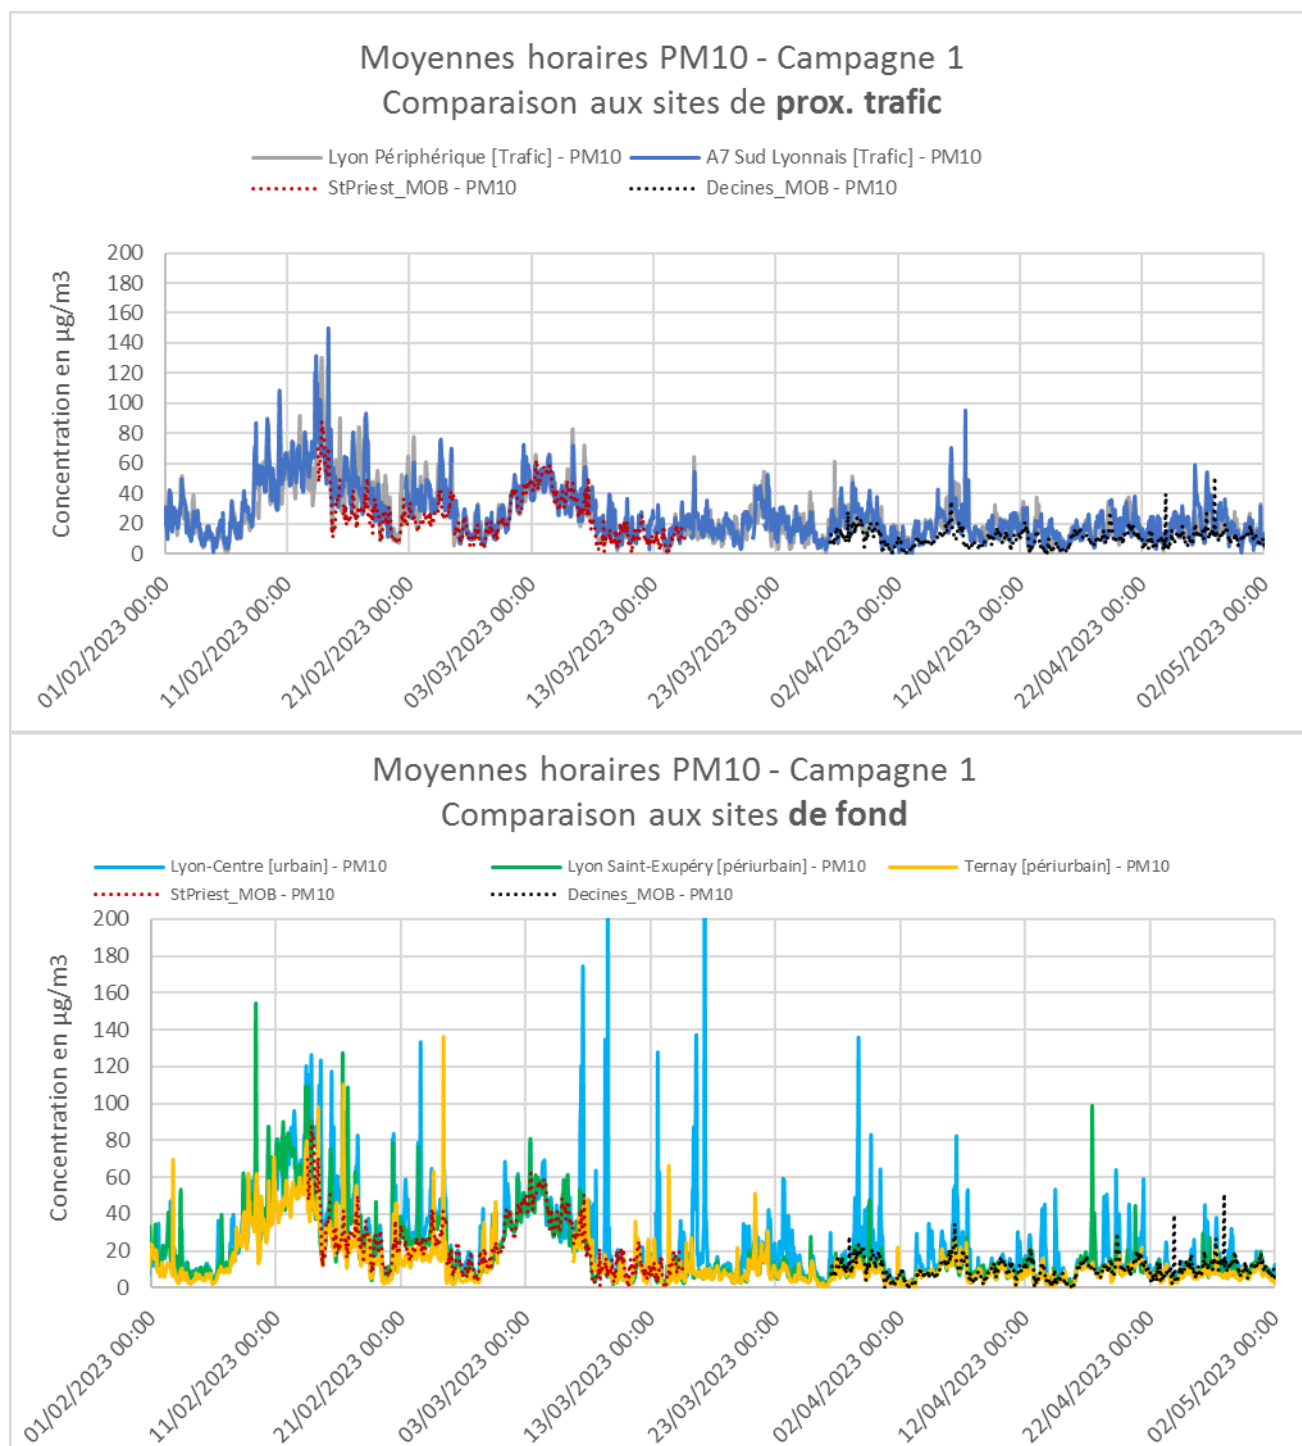 Moyennes horaires PM10 - Campagne 1
Comparaison aux sites de prox. trafic
Lyon Périphérique [Trafic] - PM10
A7 Sud Lyonnais [Trafic] - PM10
StPriest_MOB - PM10
Decines_MOB - PM10
Concentration en µg/m3
200
180
160
140
120
100
80
60
40
20
0
01/02/2023 00:00
11/02/2023 00:00
21/02/2023 00:00
03/03/2023 00:00
13/03/2023 00:00
23/03/2023 00:00
02/04/2023 00:00
12/04/2023 00:00
22/04/2023 00:00
02/05/2023 00:00
Moyennes horaires PM10 - Campagne 1
Comparaison aux sites de fond
Lyon-Centre [urbain] - PM10
Lyon Saint-Exupéry [périurbain] - PM10
Ternay [périurbain] - PM10
StPriest_MOB - PM10
Decines_MOB - PM10
Concentration en µg/m3
200
180
160
140
120
100
80
60
40
20
0
01/02/2023 00:00
11/02/2023 00:00
21/02/2023 00:00
03/03/2023 00:00
13/03/2023 00:00
23/03/2023 00:00
02/04/2023 00:00
12/04/2023 00:00
22/04/2023 00:00
02/05/2023 00:00